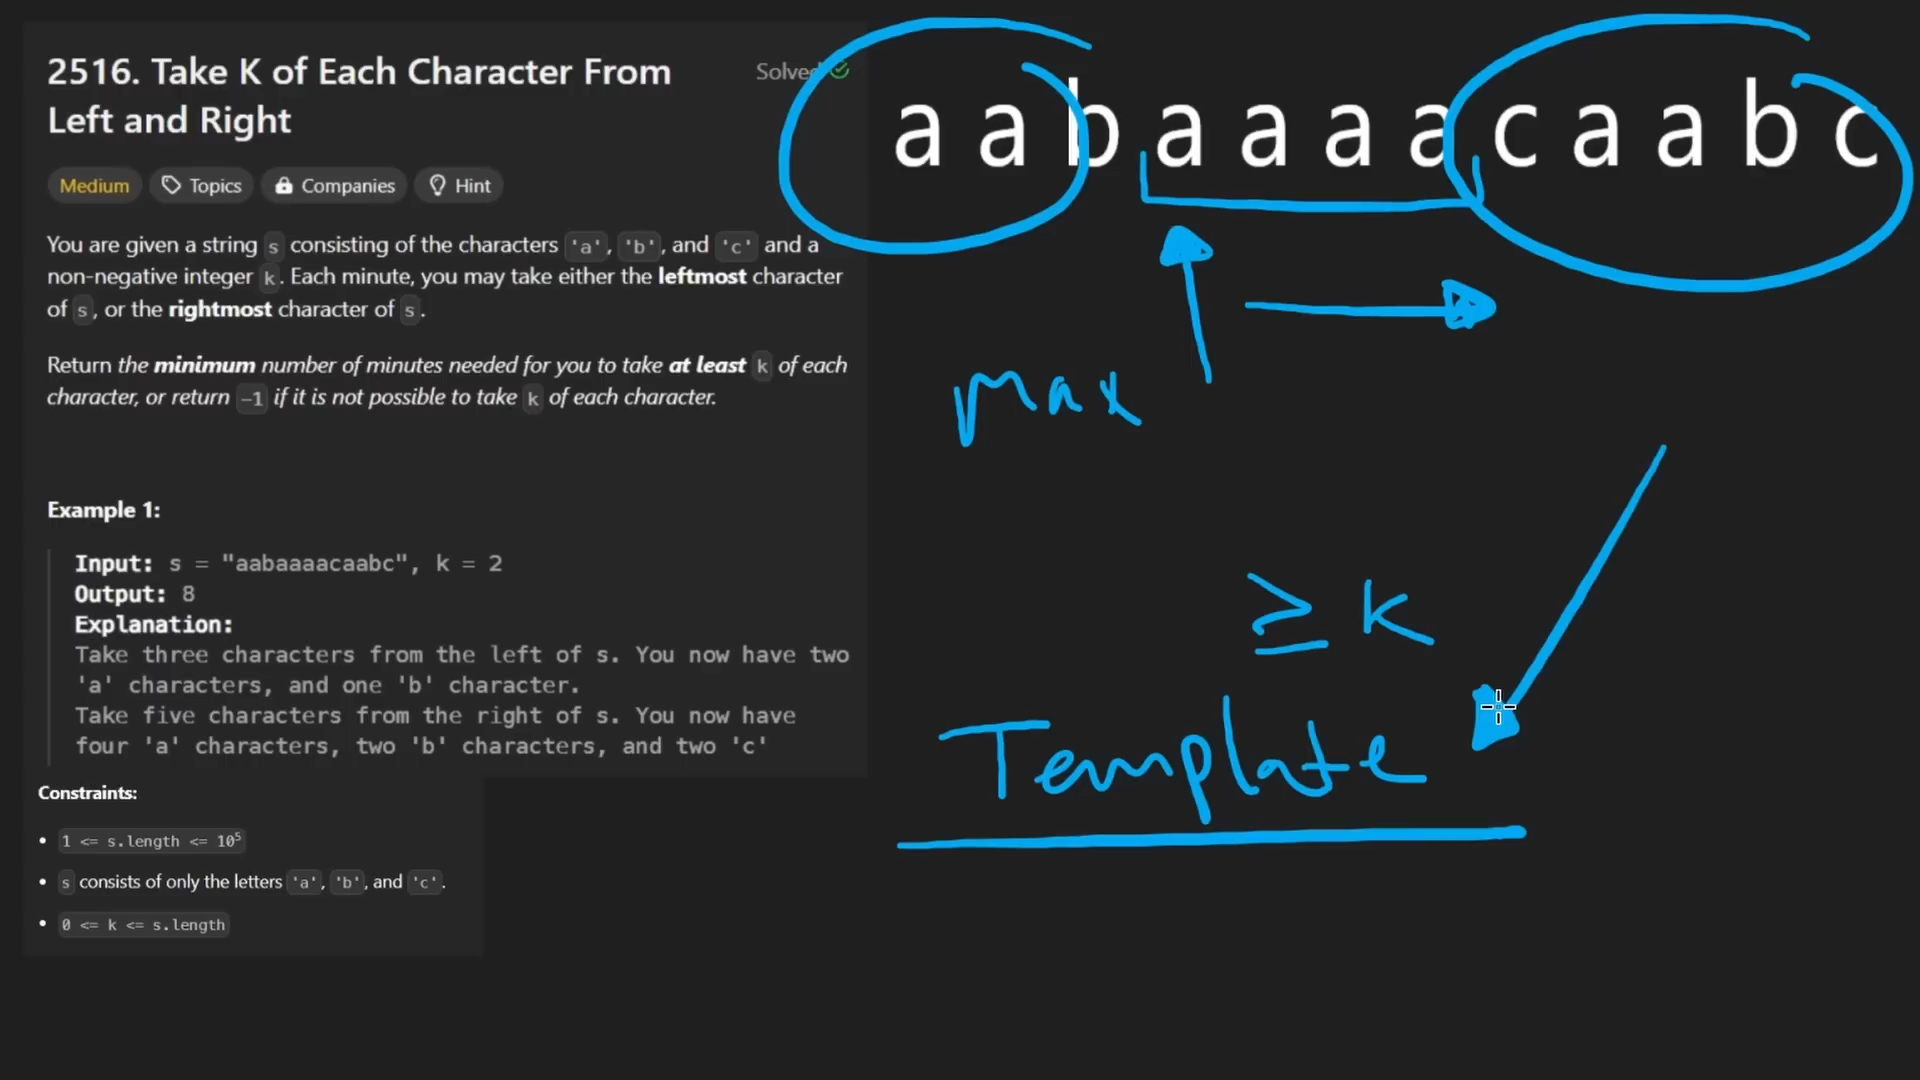 2516. Take K of Each Character From
Left and Right
Solved
Medium
Topics
Companies
Hint
You are given a string s consisting of the characters 'a', 'b', and 'c' and a
non-negative integer k. Each minute, you may take either the leftmost character
of s, or the rightmost character of s.
Return the minimum number of minutes needed for you to take at least k of each
character, or return -1 if it is not possible to take k of each character.
Example 1:
Input: s = "aabaaaacaabc", k = 2
Output: 8
Explanation:
Take three characters from the left of s. You now have two
'a' characters, and one 'b' character.
Take five characters from the right of s. You now have
four 'a' characters, two 'b' characters, and two 'c'
Constraints:
1 <= s.length <= 10⁵
s consists of only the letters 'a', 'b', and 'c'.
0 <= k <= s.length
a a b a a a a c a a b c
max
≥ k
Template